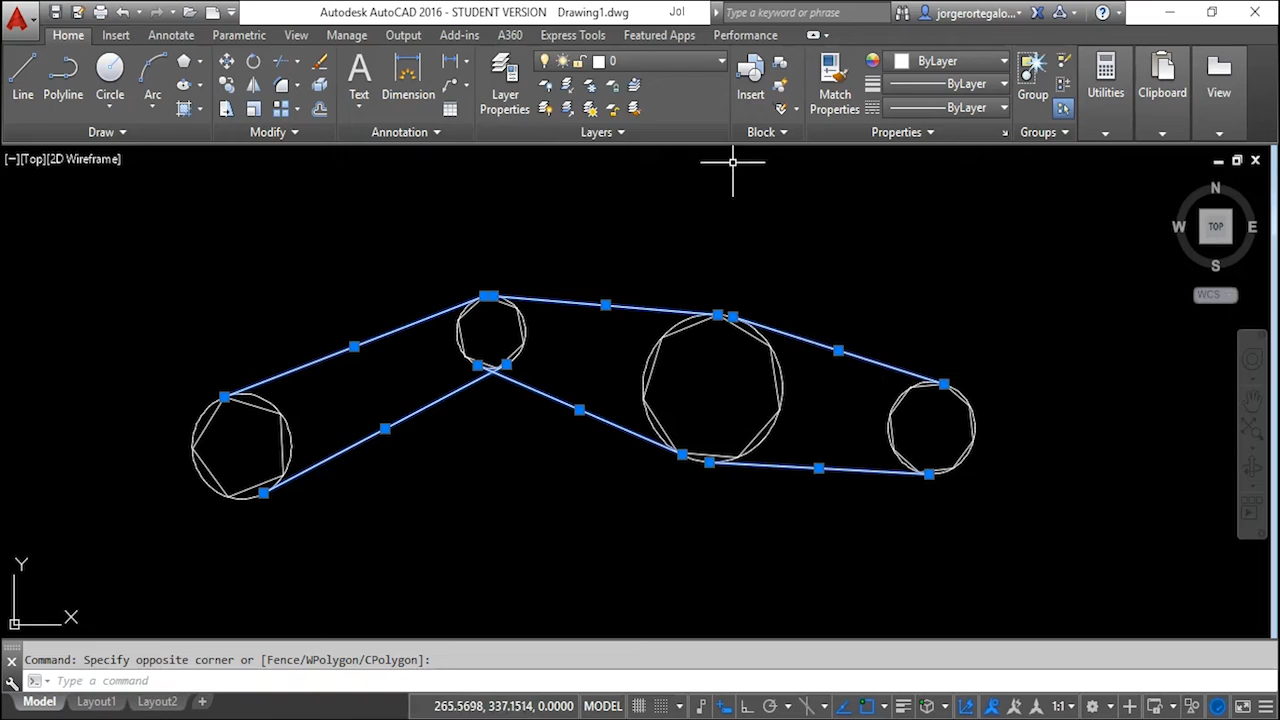 Autodesk AutoCAD 2016 - STUDENT VERSION Drawing1.dwg Jol Type a keyword or phrase jorgerortegalo...
Home Insert Annotate Parametric View Manage Output Add-ins A360 Express Tools Featured Apps Performance
Line Polyline Circle Arc Text Dimension Layer Properties 0 Insert Match Properties ByLayer ByLayer ByLayer Group Utilities Clipboard View
Draw Modify Annotation Layers Block Properties Groups
[−][Top][2D Wireframe]
N
W TOP E
S
WCS
Y
X
Command: Specify opposite corner or [Fence/WPolygon/CPolygon]:
Type a command
Model Layout1 Layout2 + 265.5698, 337.1514, 0.0000 MODEL 1:1